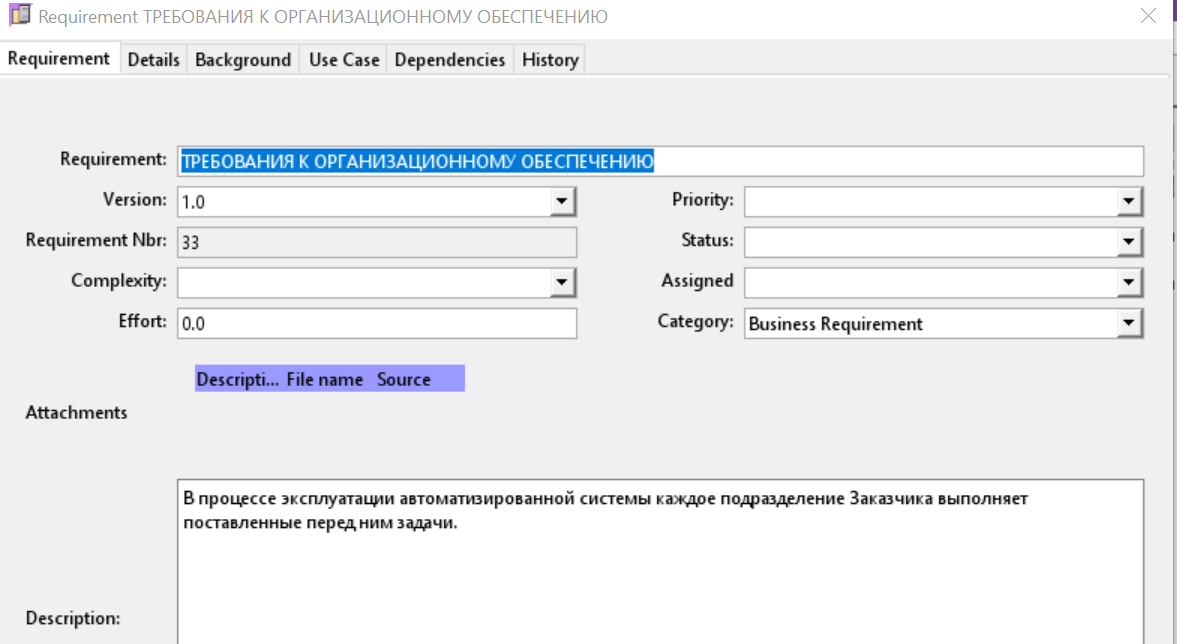 Requirement ТРЕБОВАНИЯ К ОРГАНИЗАЦИОННОМУ ОБЕСПЕЧЕНИЮ
Requirement Details Background Use Case Dependencies History
Requirement: ТРЕБОВАНИЯ К ОРГАНИЗАЦИОННОМУ ОБЕСПЕЧЕНИЮ
Version: 1.0 Priority:
Requirement Nbr: 33 Status:
Complexity: Assigned
Effort: 0.0 Category: Business Requirement
Descripti... File name Source
Attachments
В процессе эксплуатации автоматизированной системы каждое подразделение Заказчика выполняет
поставленные перед ним задачи.
Description: